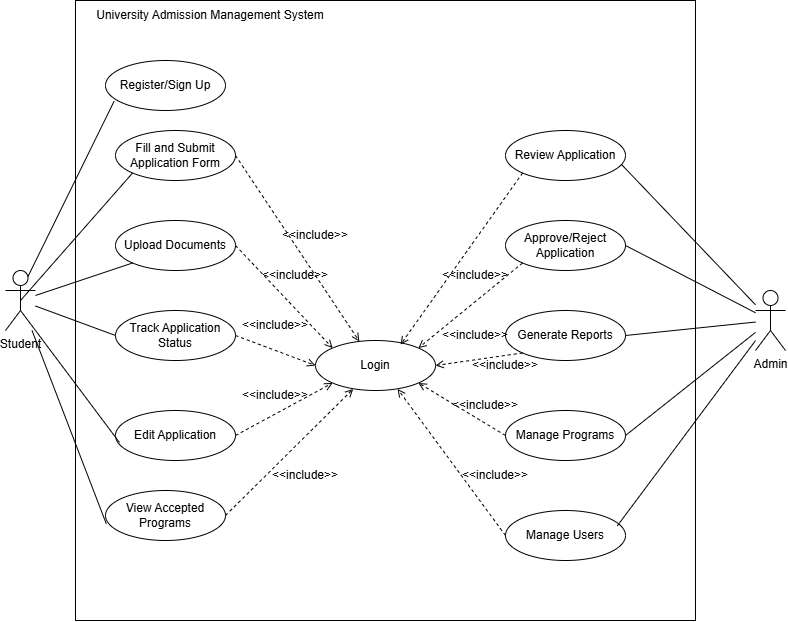 University Admission Management System
Register/Sign Up
Fill and Submit
Application Form
Review Application
<<include>>
Upload Documents
Approve/Reject
Application
<<include>>
<<include>>
Track Application
Status
<<include>>
<<include>>
Generate Reports
Student
Login
<<include>>
Admin
<<include>>
<<include>>
Edit Application
Manage Programs
<<include>>
<<include>>
View Accepted
Programs
Manage Users